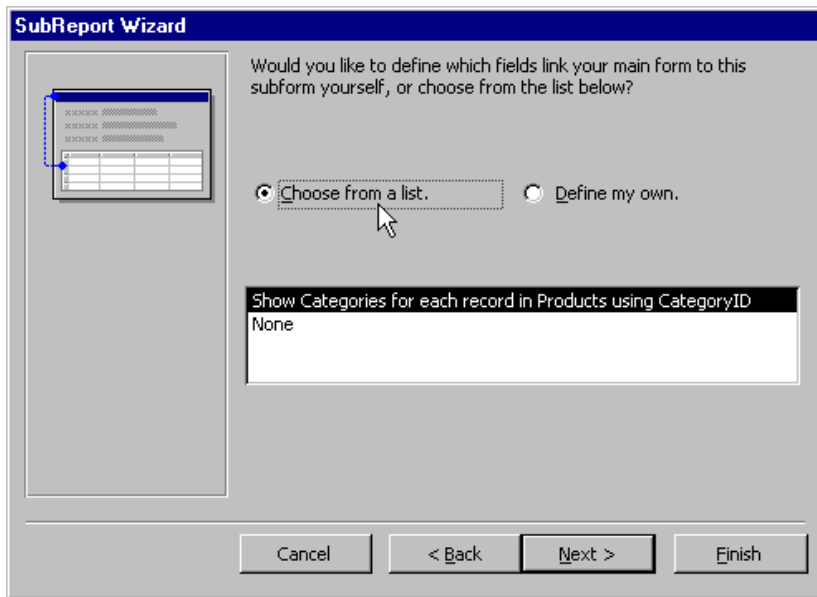 SubReport Wizard
Would you like to define which fields link your main form to this
subform yourself, or choose from the list below?
Choose from a list.
Define my own.
Show Categories for each record in Products using CategoryID
None
Cancel
< Back
Next >
Finish